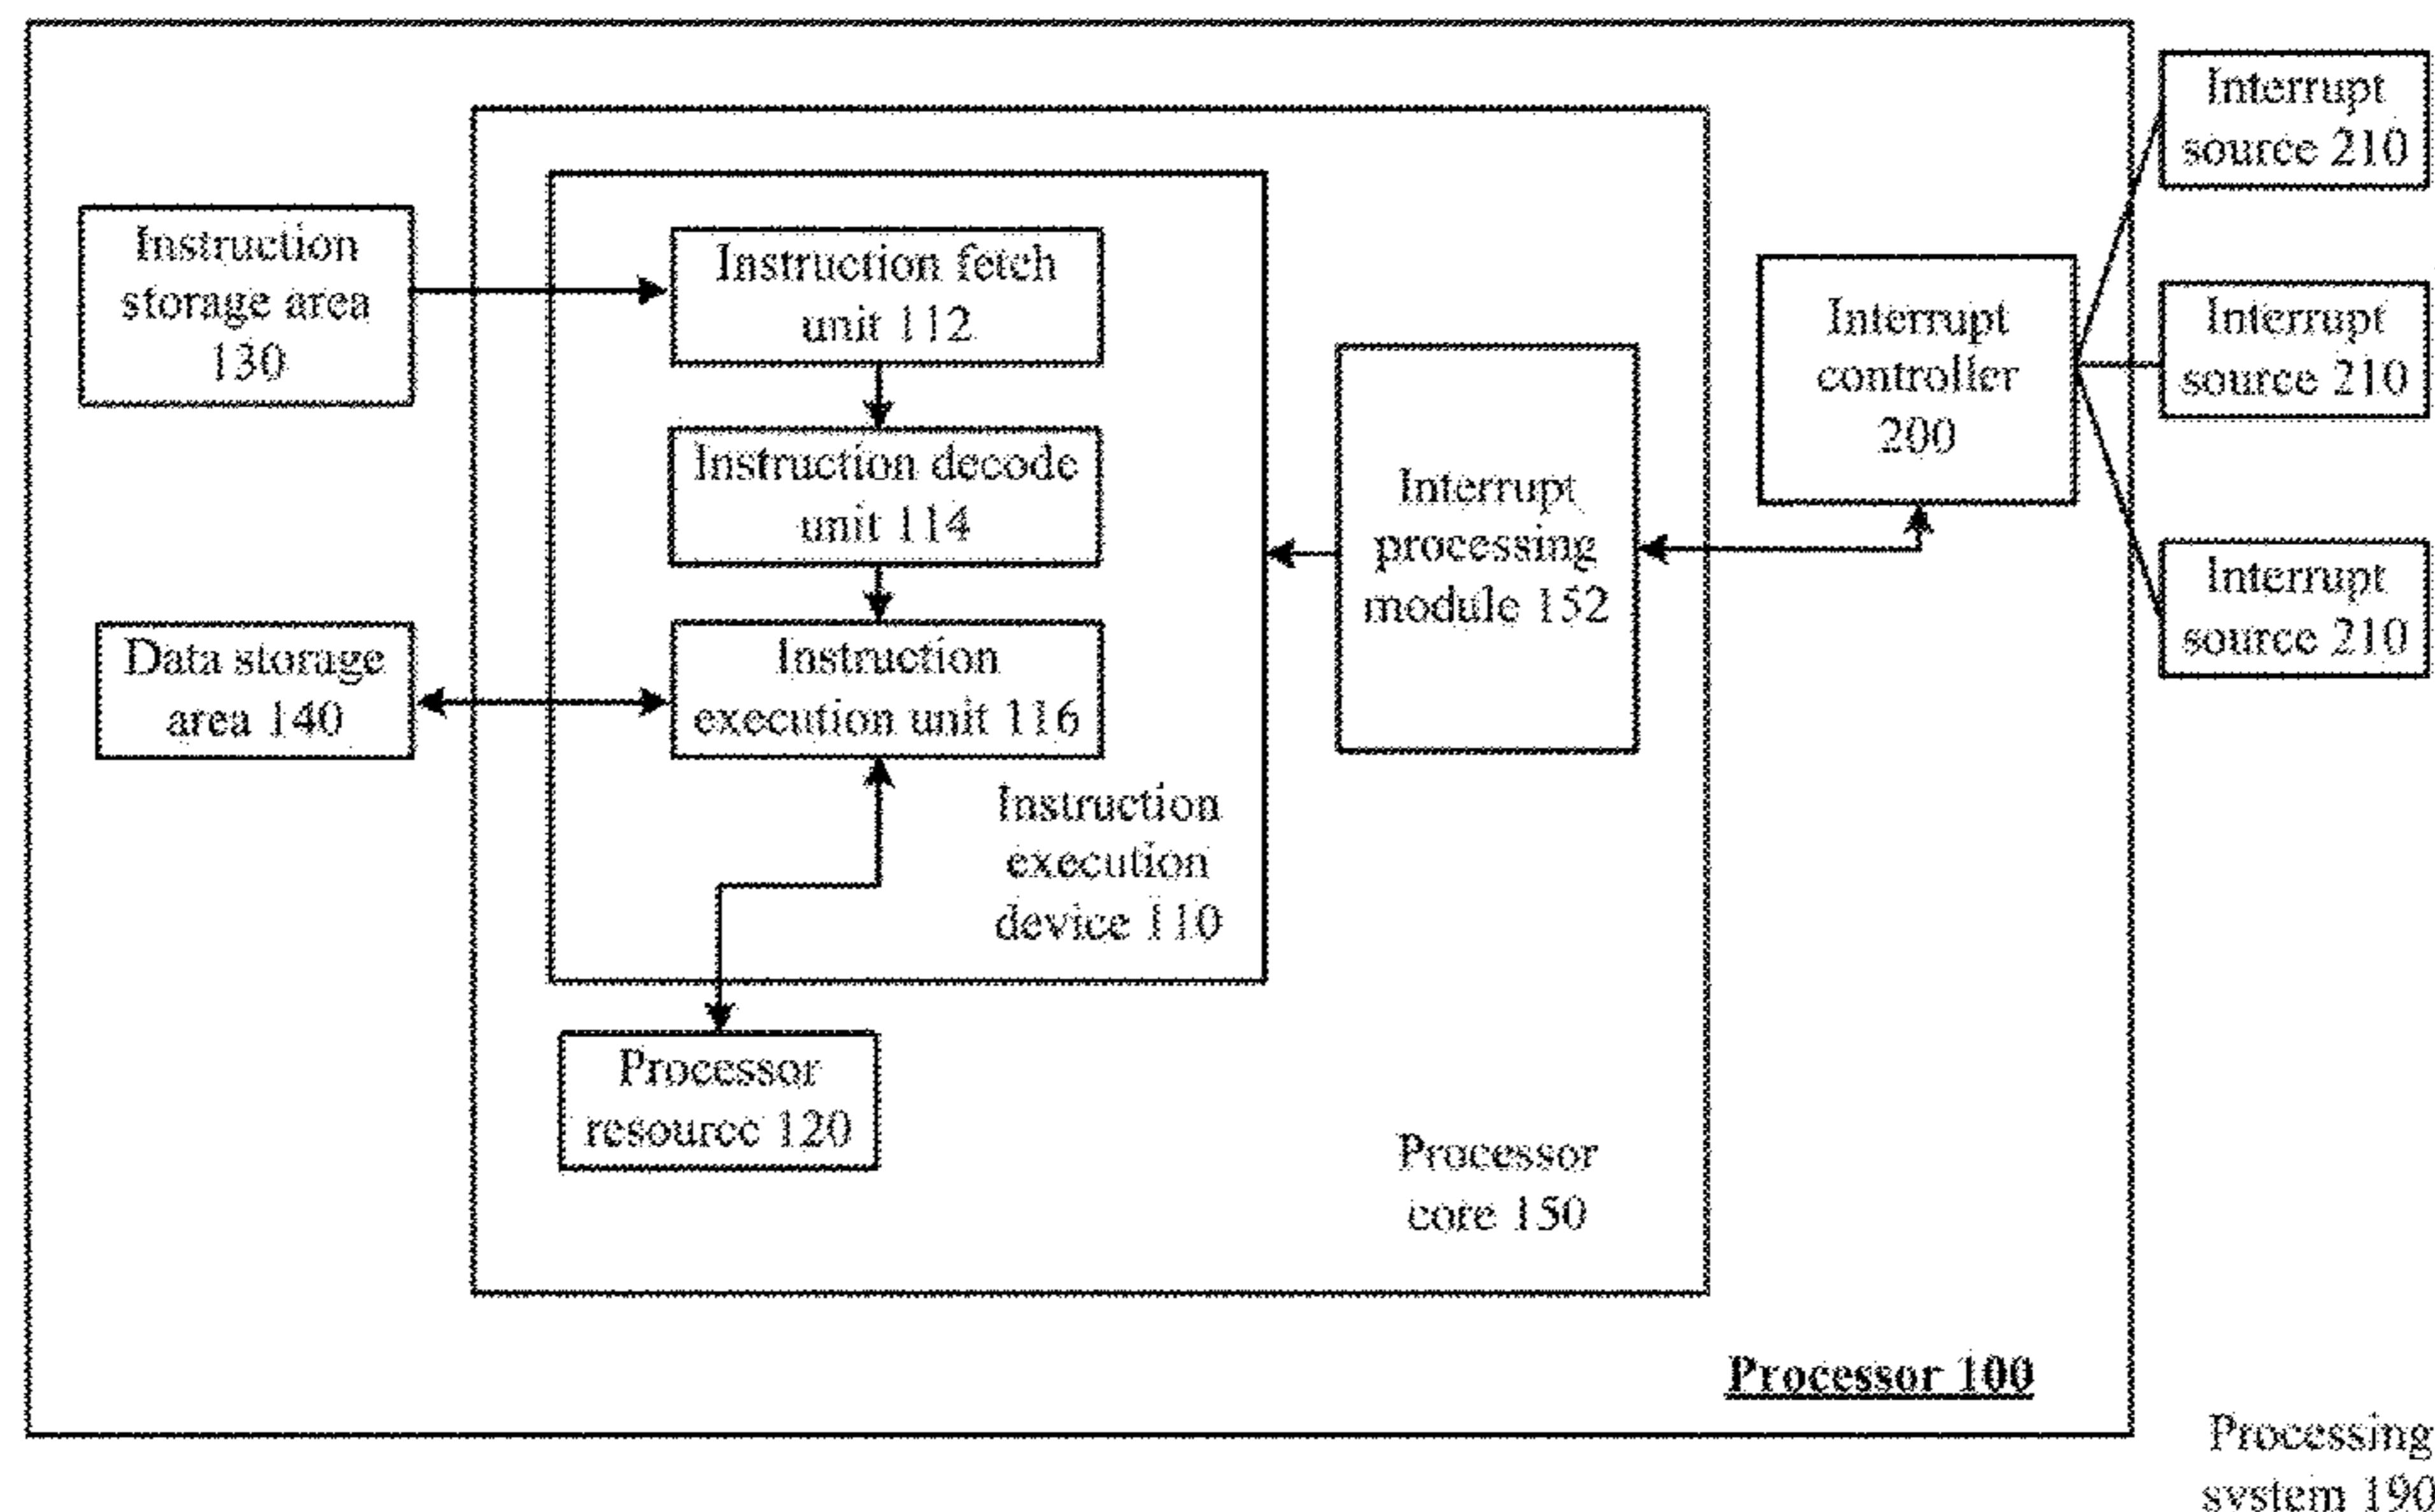 Instruction
storage area
130
Data storage
area 140
Instruction fetch
unit 112
Instruction decode
unit 114
Instruction
execution unit 116
Instruction
execution
device 110
Processor
resource 120
Interrupt
processing
module 152
Processor
core 150
Interrupt
controller
200
Interrupt
source 210
Interrupt
source 210
Interrupt
source 210
Processor 100
Processing
system